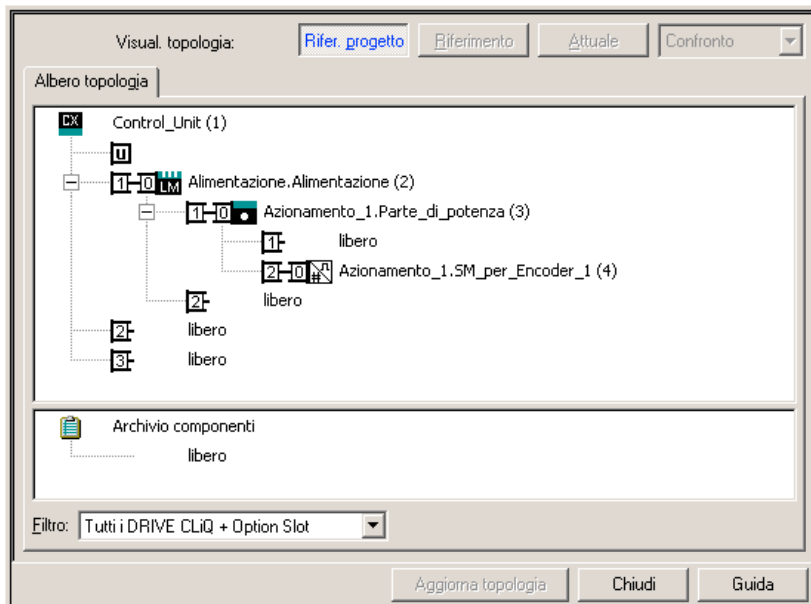 Visual. topologia: Rifer. progetto Riferimento Attuale Confronto
Albero topologia
CX Control_Unit (1)
u
1 0 LM Alimentazione.Alimentazione (2)
1 0 Azionamento_1.Parte_di_potenza (3)
1 libero
2 0 # Azionamento_1.SM_per_Encoder_1 (4)
2 libero
2 libero
3 libero
Archivio componenti
libero
Filtro: Tutti i DRIVE CLiQ + Option Slot
Aggiorna topologia Chiudi Guida